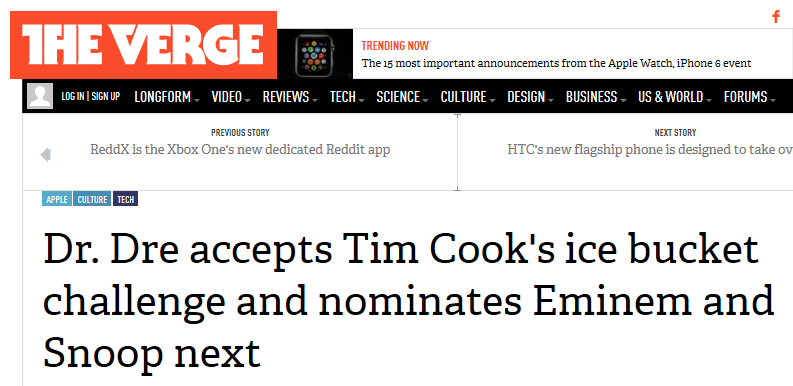 THE VERGE
TRENDING NOW
The 15 most important announcements from the Apple Watch, iPhone 6 event
LOG IN | SIGN UP LONGFORM VIDEO REVIEWS TECH SCIENCE CULTURE DESIGN BUSINESS US & WORLD FORUMS
PREVIOUS STORY
ReddX is the Xbox One's new dedicated Reddit app
NEXT STORY
HTC's new flagship phone is designed to take ov
APPLE CULTURE TECH
Dr. Dre accepts Tim Cook's ice bucket
challenge and nominates Eminem and
Snoop next